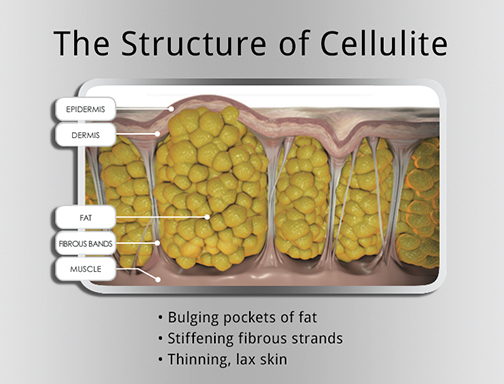 The Structure of Cellulite
EPIDERMIS
DERMIS
FAT
FIBROUS BANDS
MUSCLE
• Bulging pockets of fat
• Stiffening fibrous strands
• Thinning, lax skin